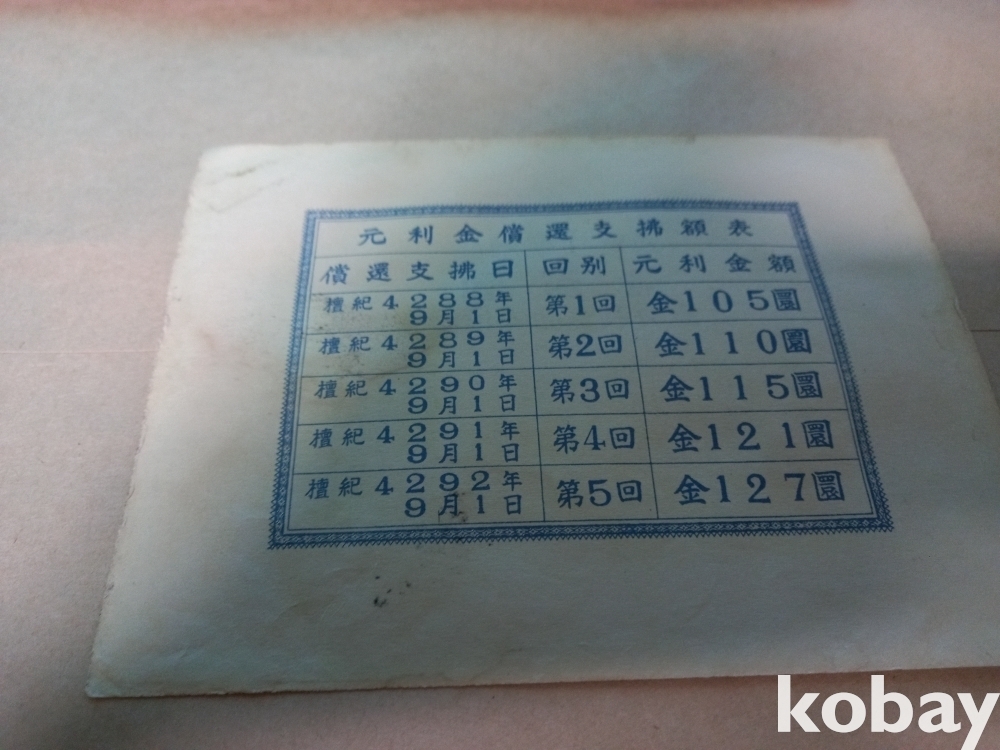 元利金償還支拂額表
償還支拂日 回別 元利金額
檀紀4288年9月1日 第1回 金105圜
檀紀4289年9月1日 第2回 金110圜
檀紀4290年9月1日 第3回 金115圜
檀紀4291年9月1日 第4回 金121圜
檀紀4292年9月1日 第5回 金127圜
kobay